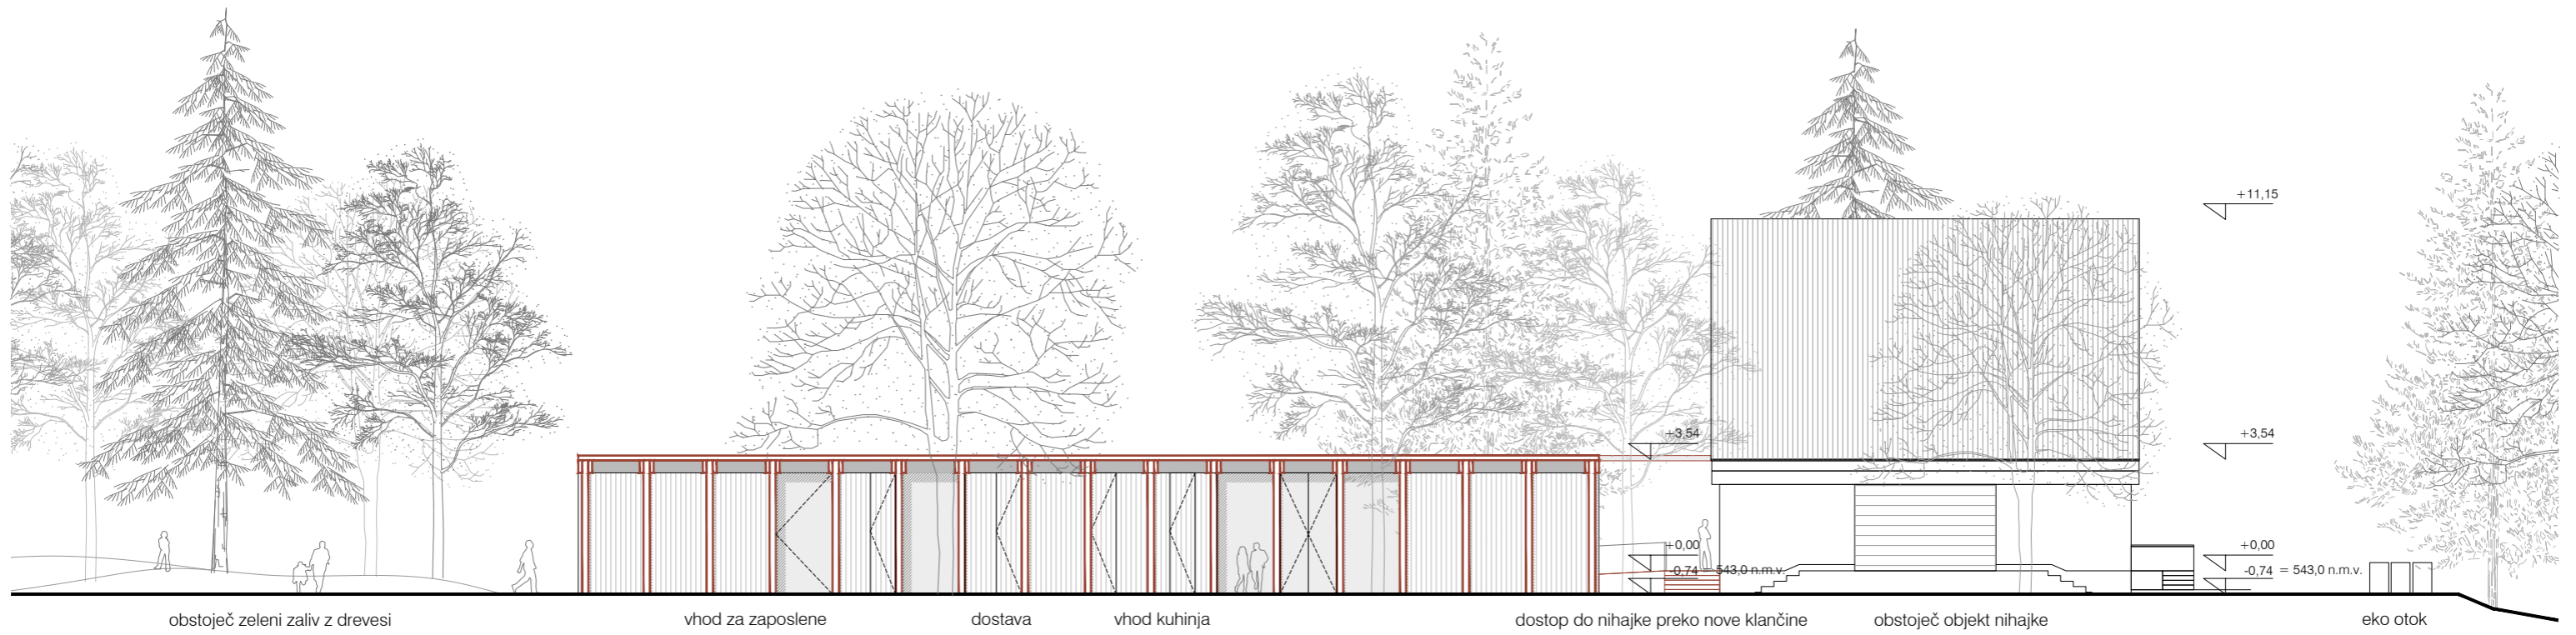 +11,15
+3,54
+3,54
+0,00
+0,00
-0,74 = 543,0 n.m.v.
-0,74 = 543,0 n.m.v.
obstoječ zeleni zaliv z drevesi
vhod za zaposlene
dostava
vhod kuhinja
dostop do nihajke preko nove klančine
obstoječ objekt nihajke
eko otok